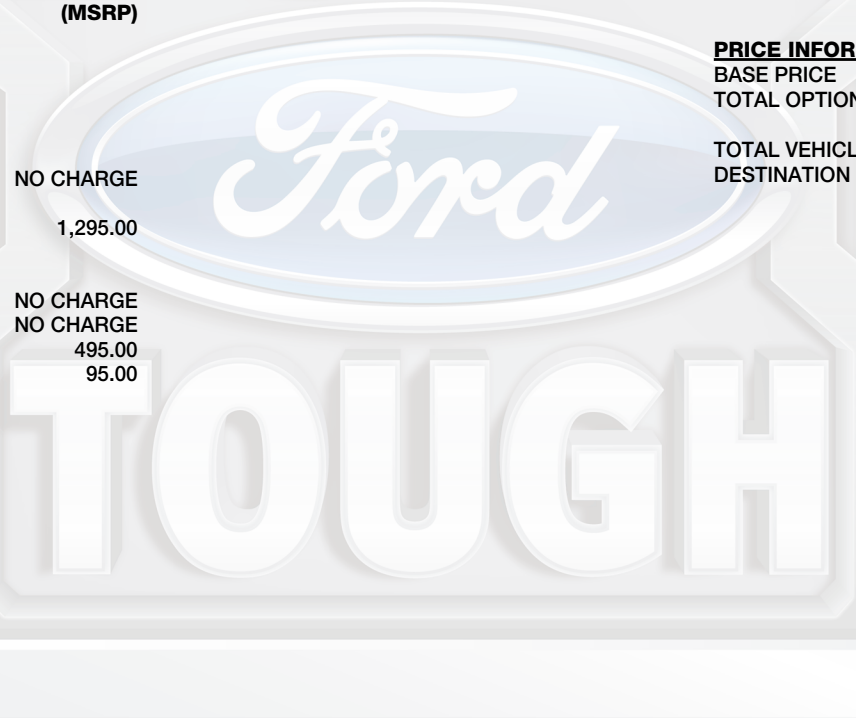 (MSRP)
NO CHARGE
1,295.00
NO CHARGE
NO CHARGE
495.00
95.00
PRICE INFOR
BASE PRICE
TOTAL OPTION
TOTAL VEHICL
DESTINATION
Ford
TOUGH